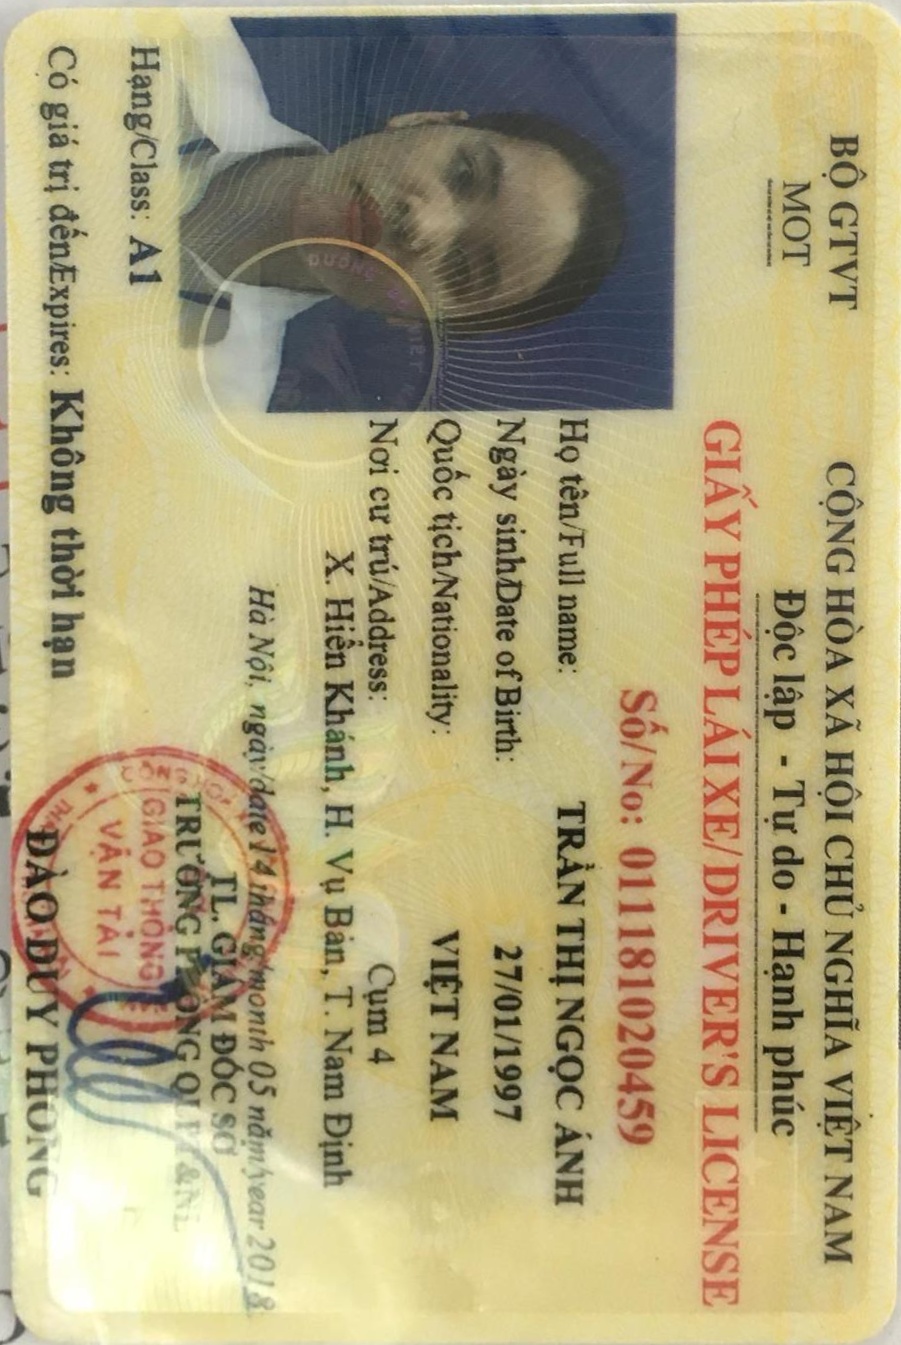 BỘ GTVT
MOT
CỘNG HÒA XÃ HỘI CHỦ NGHĨA VIỆT NAM
Độc lập - Tự do - Hạnh phúc
GIẤY PHÉP LÁI XE/DRIVER'S LICENSE
Số/No: 011181020459
Họ tên/Full name: TRẦN THỊ NGỌC ÁNH
Ngày sinh/Date of Birth: 27/01/1997
Quốc tịch/Nationality: VIỆT NAM
Nơi cư trú/Address: Cụm 4
X. Hiển Khánh, H. Vụ Bản, T. Nam Định
Hà Nội, ngày/date 14 tháng/month 05 năm/year 2018
TL. GIÁM ĐỐC SỞ
TRƯỞNG PHÒNG QLPT&NL
GIAO THÔNG
VẬN TẢI
ĐÀO DUY PHONG
Hạng/Class: A1
Có giá trị đến/Expires: Không thời hạn